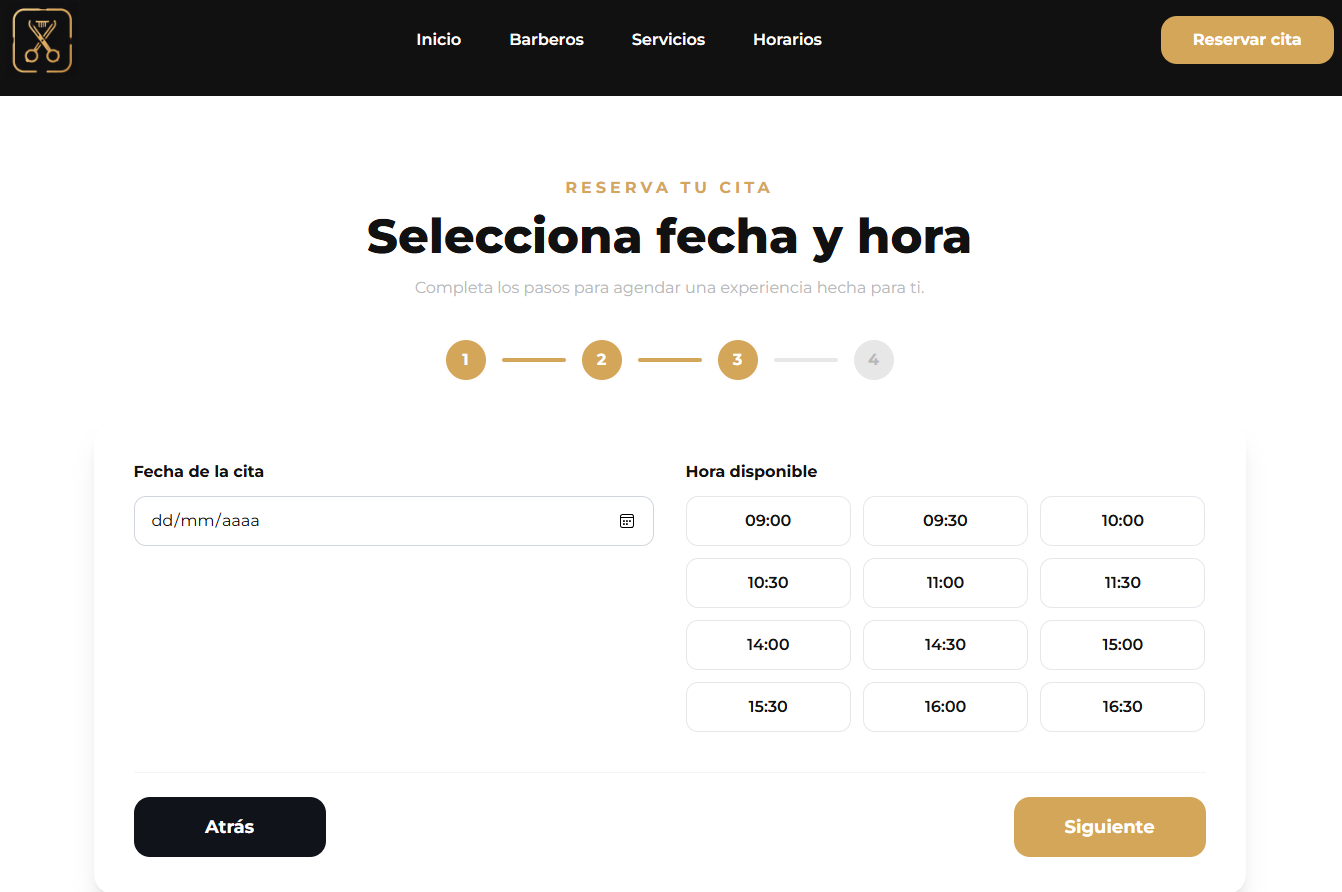 Inicio Barberos Servicios Horarios Reservar cita
RESERVA TU CITA
Selecciona fecha y hora
Completa los pasos para agendar una experiencia hecha para ti.
1 2 3 4
Fecha de la cita
dd/mm/aaaa
Hora disponible
09:00 09:30 10:00
10:30 11:00 11:30
14:00 14:30 15:00
15:30 16:00 16:30
Atrás Siguiente